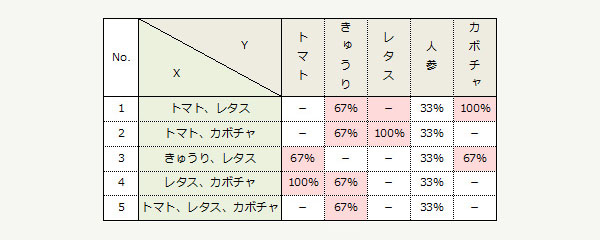 No. X Y トマト きゅうり レタス 人参 カボチャ
1 トマト、レタス － 67% － 33% 100%
2 トマト、カボチャ － 67% 100% 33% －
3 きゅうり、レタス 67% － － 33% 67%
4 レタス、カボチャ 100% 67% － 33% －
5 トマト、レタス、カボチャ － 67% － 33% －